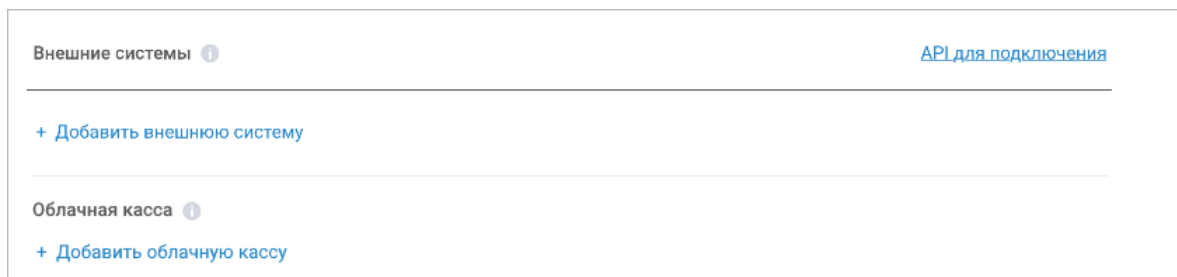 Внешние системы
API для подключения
+ Добавить внешнюю систему
Облачная касса
+ Добавить облачную кассу